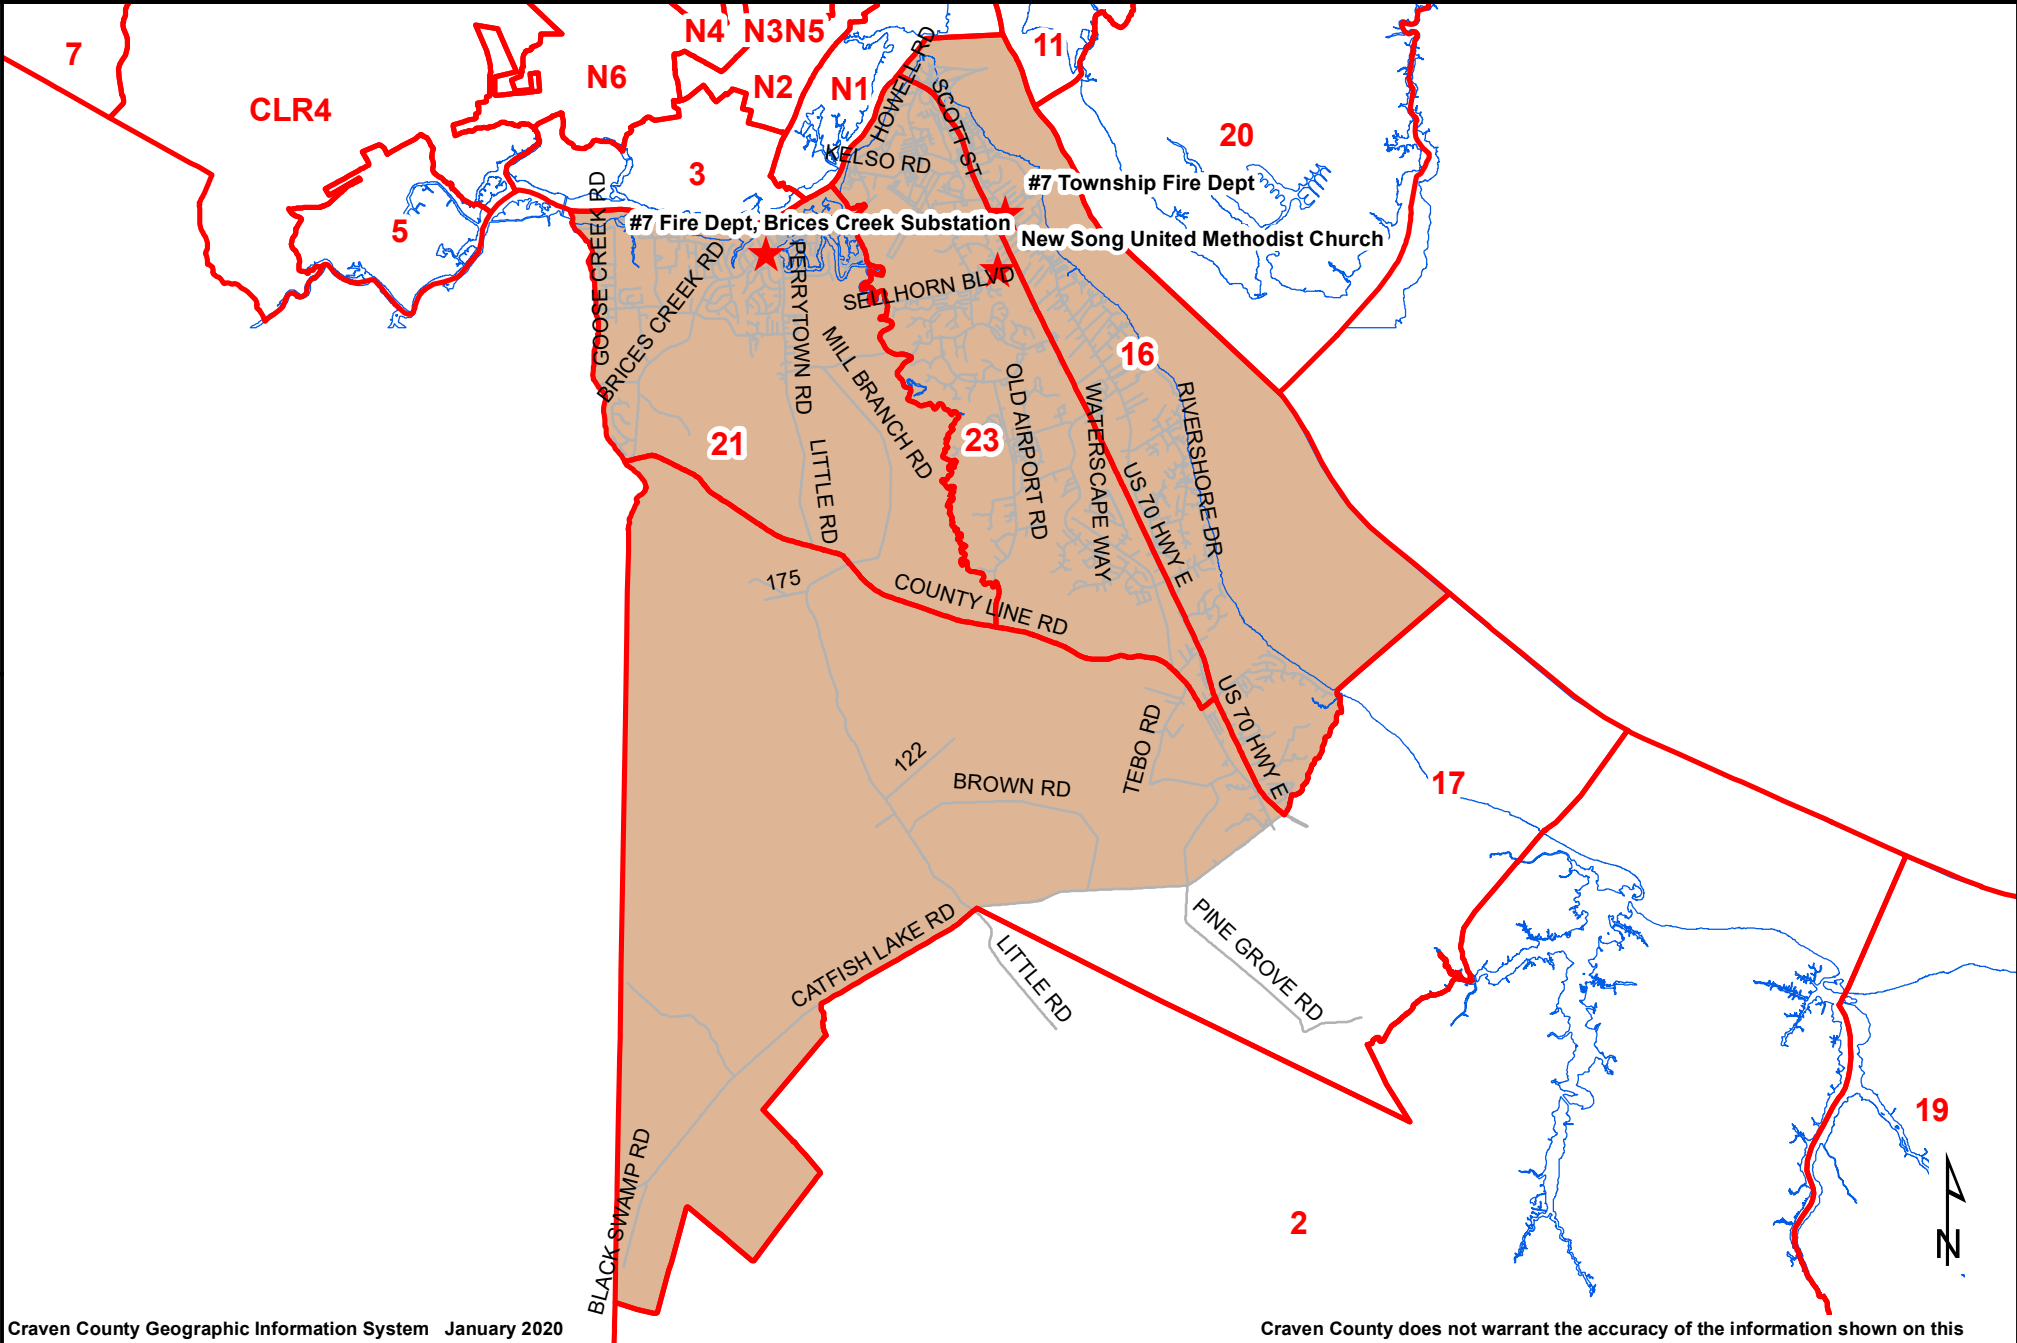 7
CLR4
N6
N4
N3
N5
N2
N1
11
20
3
5
HOWELL RD
SCOTT ST
KELSO RD
#7 Township Fire Dept
#7 Fire Dept, Brices Creek Substation
New Song United Methodist Church
GOOSE CREEK RD
BRICES CREEK RD
PERRYTOWN RD
SELLHORN BLVD
MILL BRANCH RD
16
21
23
LITTLE RD
OLD AIRPORT RD
WATERSCAPE WAY
US 70 HWY E
RIVERSHORE DR
175
COUNTY LINE RD
US 70 HWY E
TEBO RD
122
BROWN RD
17
CATFISH LAKE RD
LITTLE RD
PINE GROVE RD
BLACK SWAMP RD
2
19
N
Craven County Geographic Information System January 2020
Craven County does not warrant the accuracy of the information shown on this